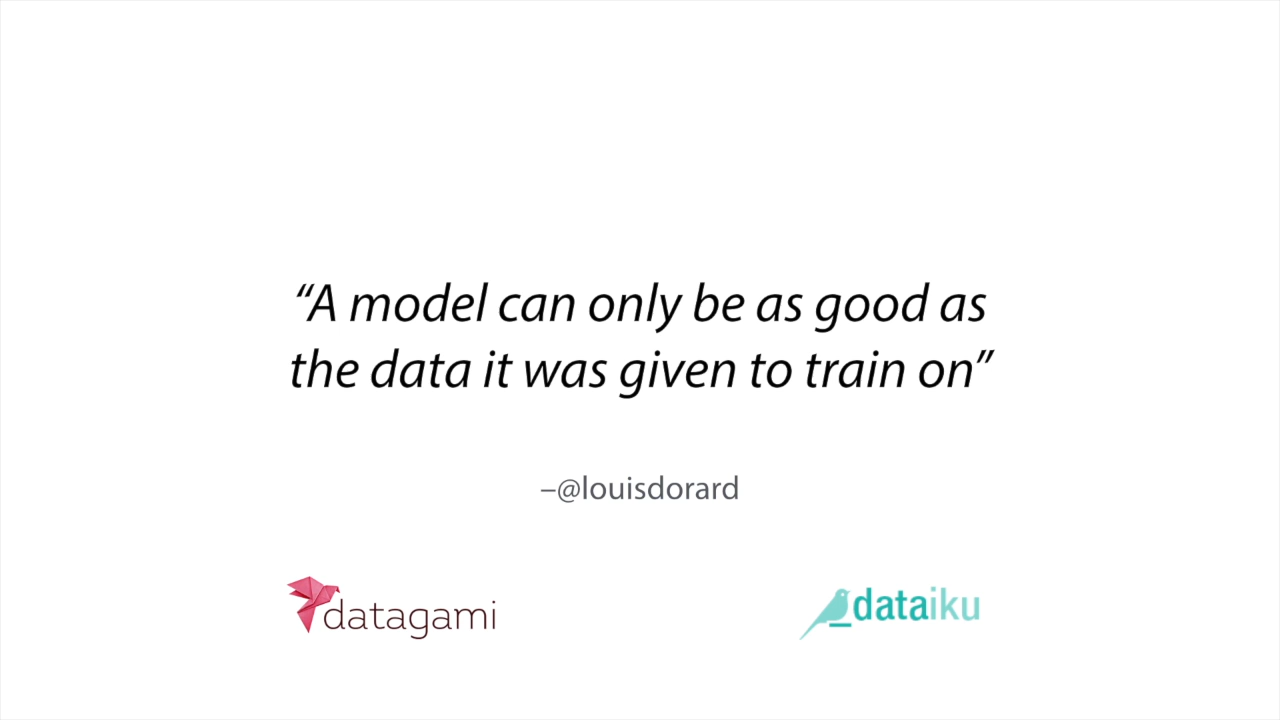 “A model can only be as good as
the data it was given to train on”
–@louisdorard
datagami
dataiku